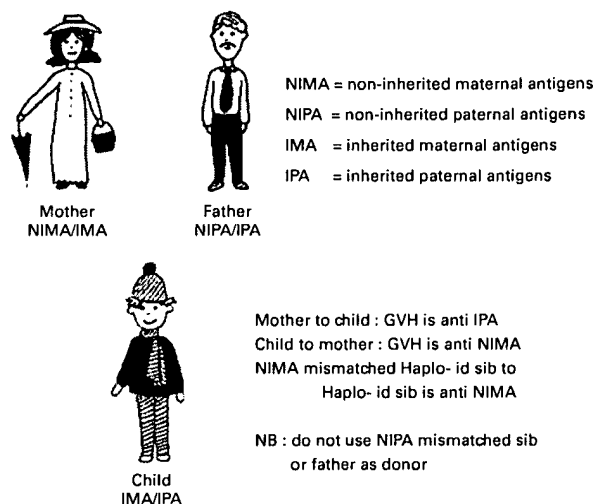 NIMA = non-inherited maternal antigens
NIPA = non-inherited paternal antigens
IMA = inherited maternal antigens
IPA = inherited paternal antigens
Mother
NIMA/IMA
Father
NIPA/IPA
Mother to child : GVH is anti IPA
Child to mother : GVH is anti NIMA
NIMA mismatched Haplo- id sib to
Haplo- id sib is anti NIMA
NB : do not use NIPA mismatched sib
or father as donor
Child
IMA/IPA